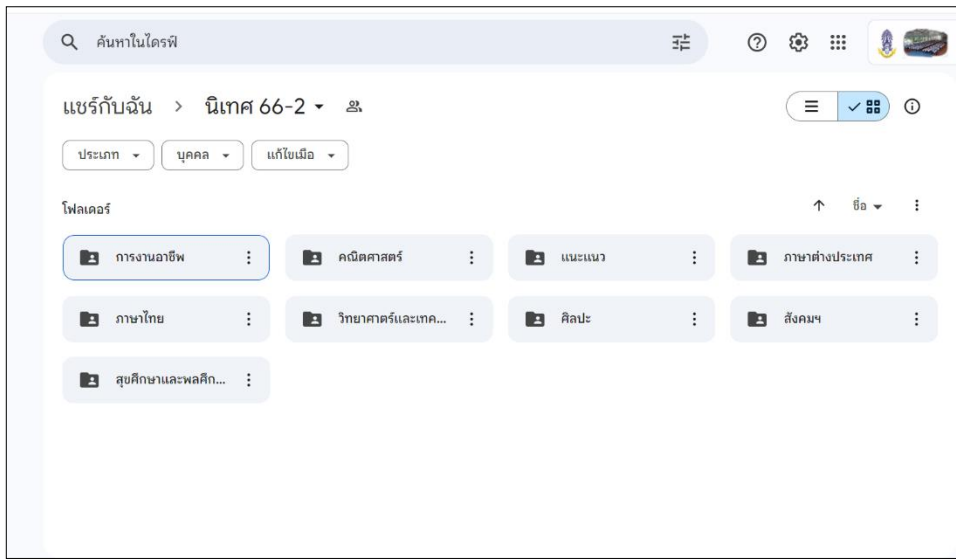 ค้นหาในไดรฟ์
แชร์กับฉัน > นิเทศ 66-2
ประเภท บุคคล แก้ไขเมื่อ
โฟลเดอร์ ชื่อ
การงานอาชีพ คณิตศาสตร์ แนะแนว ภาษาต่างประเทศ
ภาษาไทย วิทยาศาตร์และเทค... ศิลปะ สังคมฯ
สุขศึกษาและพลศึก...